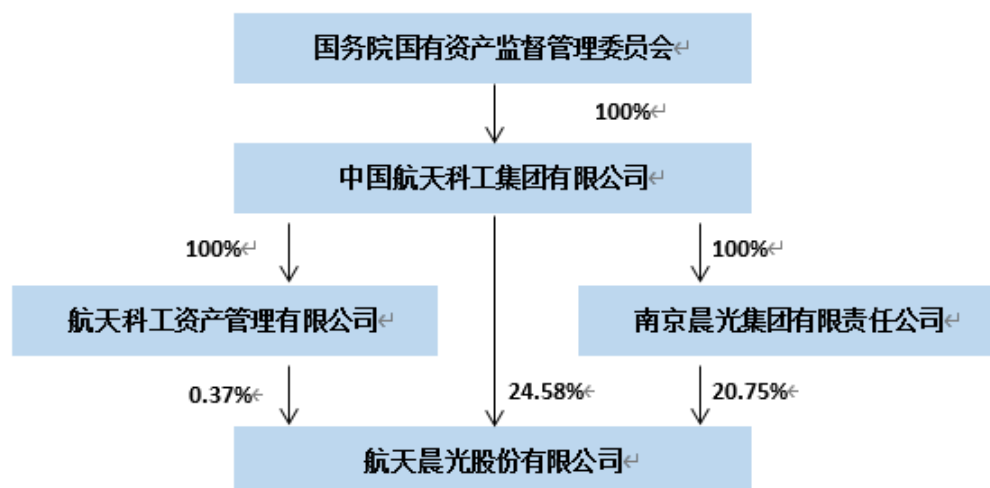 国务院国有资产监督管理委员会
100%
中国航天科工集团有限公司
100%
100%
航天科工资产管理有限公司
南京晨光集团有限责任公司
0.37%
24.58%
20.75%
航天晨光股份有限公司